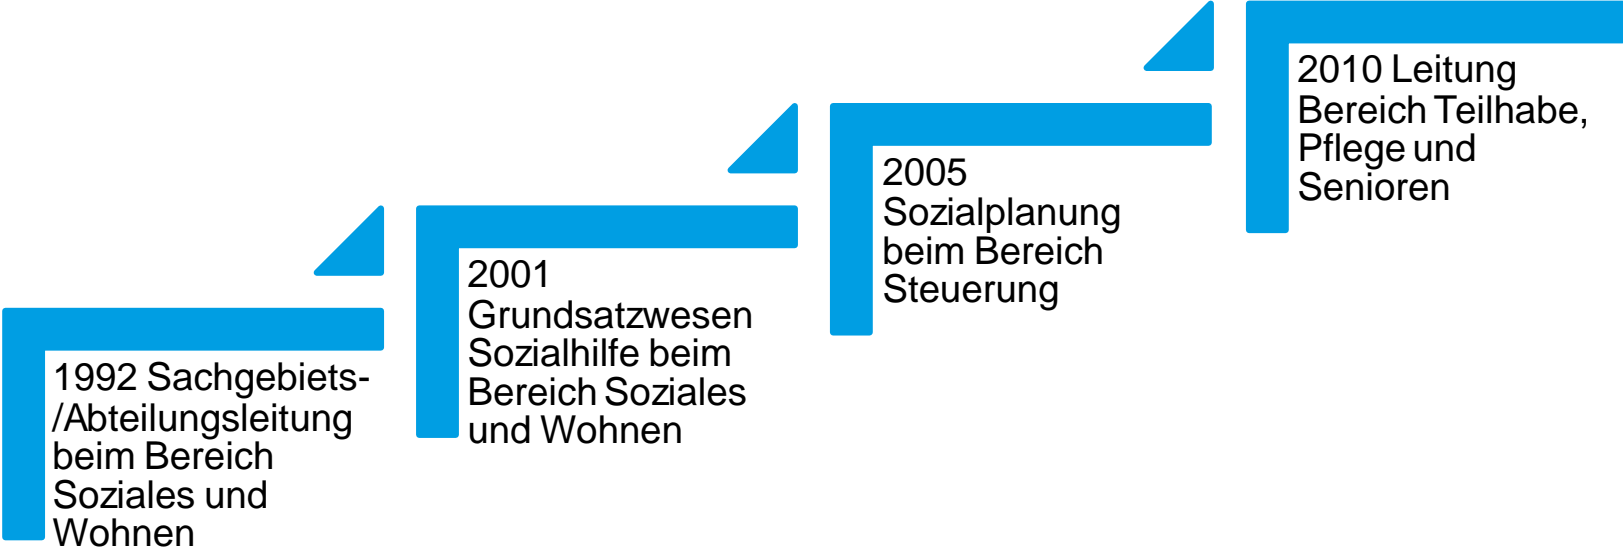 1992 Sachgebiets-
/Abteilungsleitung
beim Bereich
Soziales und
Wohnen
2001
Grundsatzwesen
Sozialhilfe beim
Bereich Soziales
und Wohnen
2005
Sozialplanung
beim Bereich
Steuerung
2010 Leitung
Bereich Teilhabe,
Pflege und
Senioren